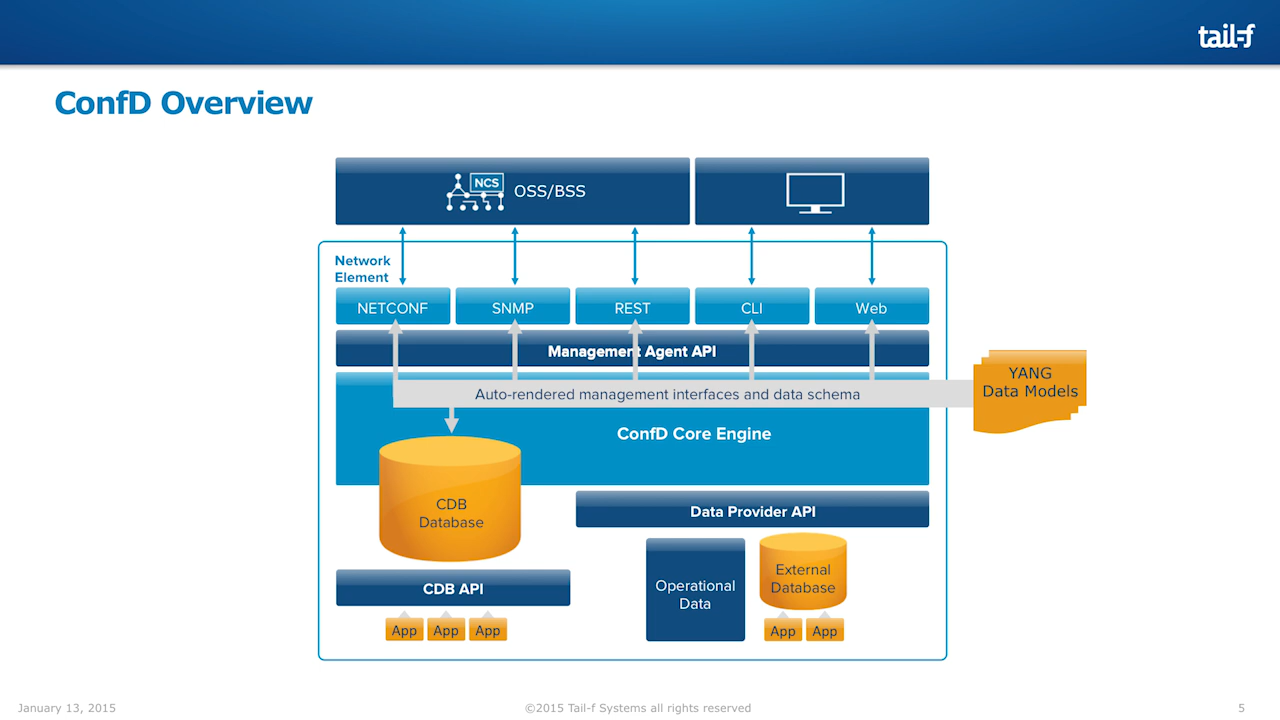 tail-f
ConfD Overview
NCS
OSS/BSS
Network
Element
NETCONF
SNMP
REST
CLI
Web
Management Agent API
YANG
Data Models
Auto-rendered management interfaces and data schema
ConfD Core Engine
CDB
Database
Data Provider API
Operational
Data
External
Database
CDB API
App
App
App
App
App
January 13, 2015
©2015 Tail-f Systems all rights reserved
5